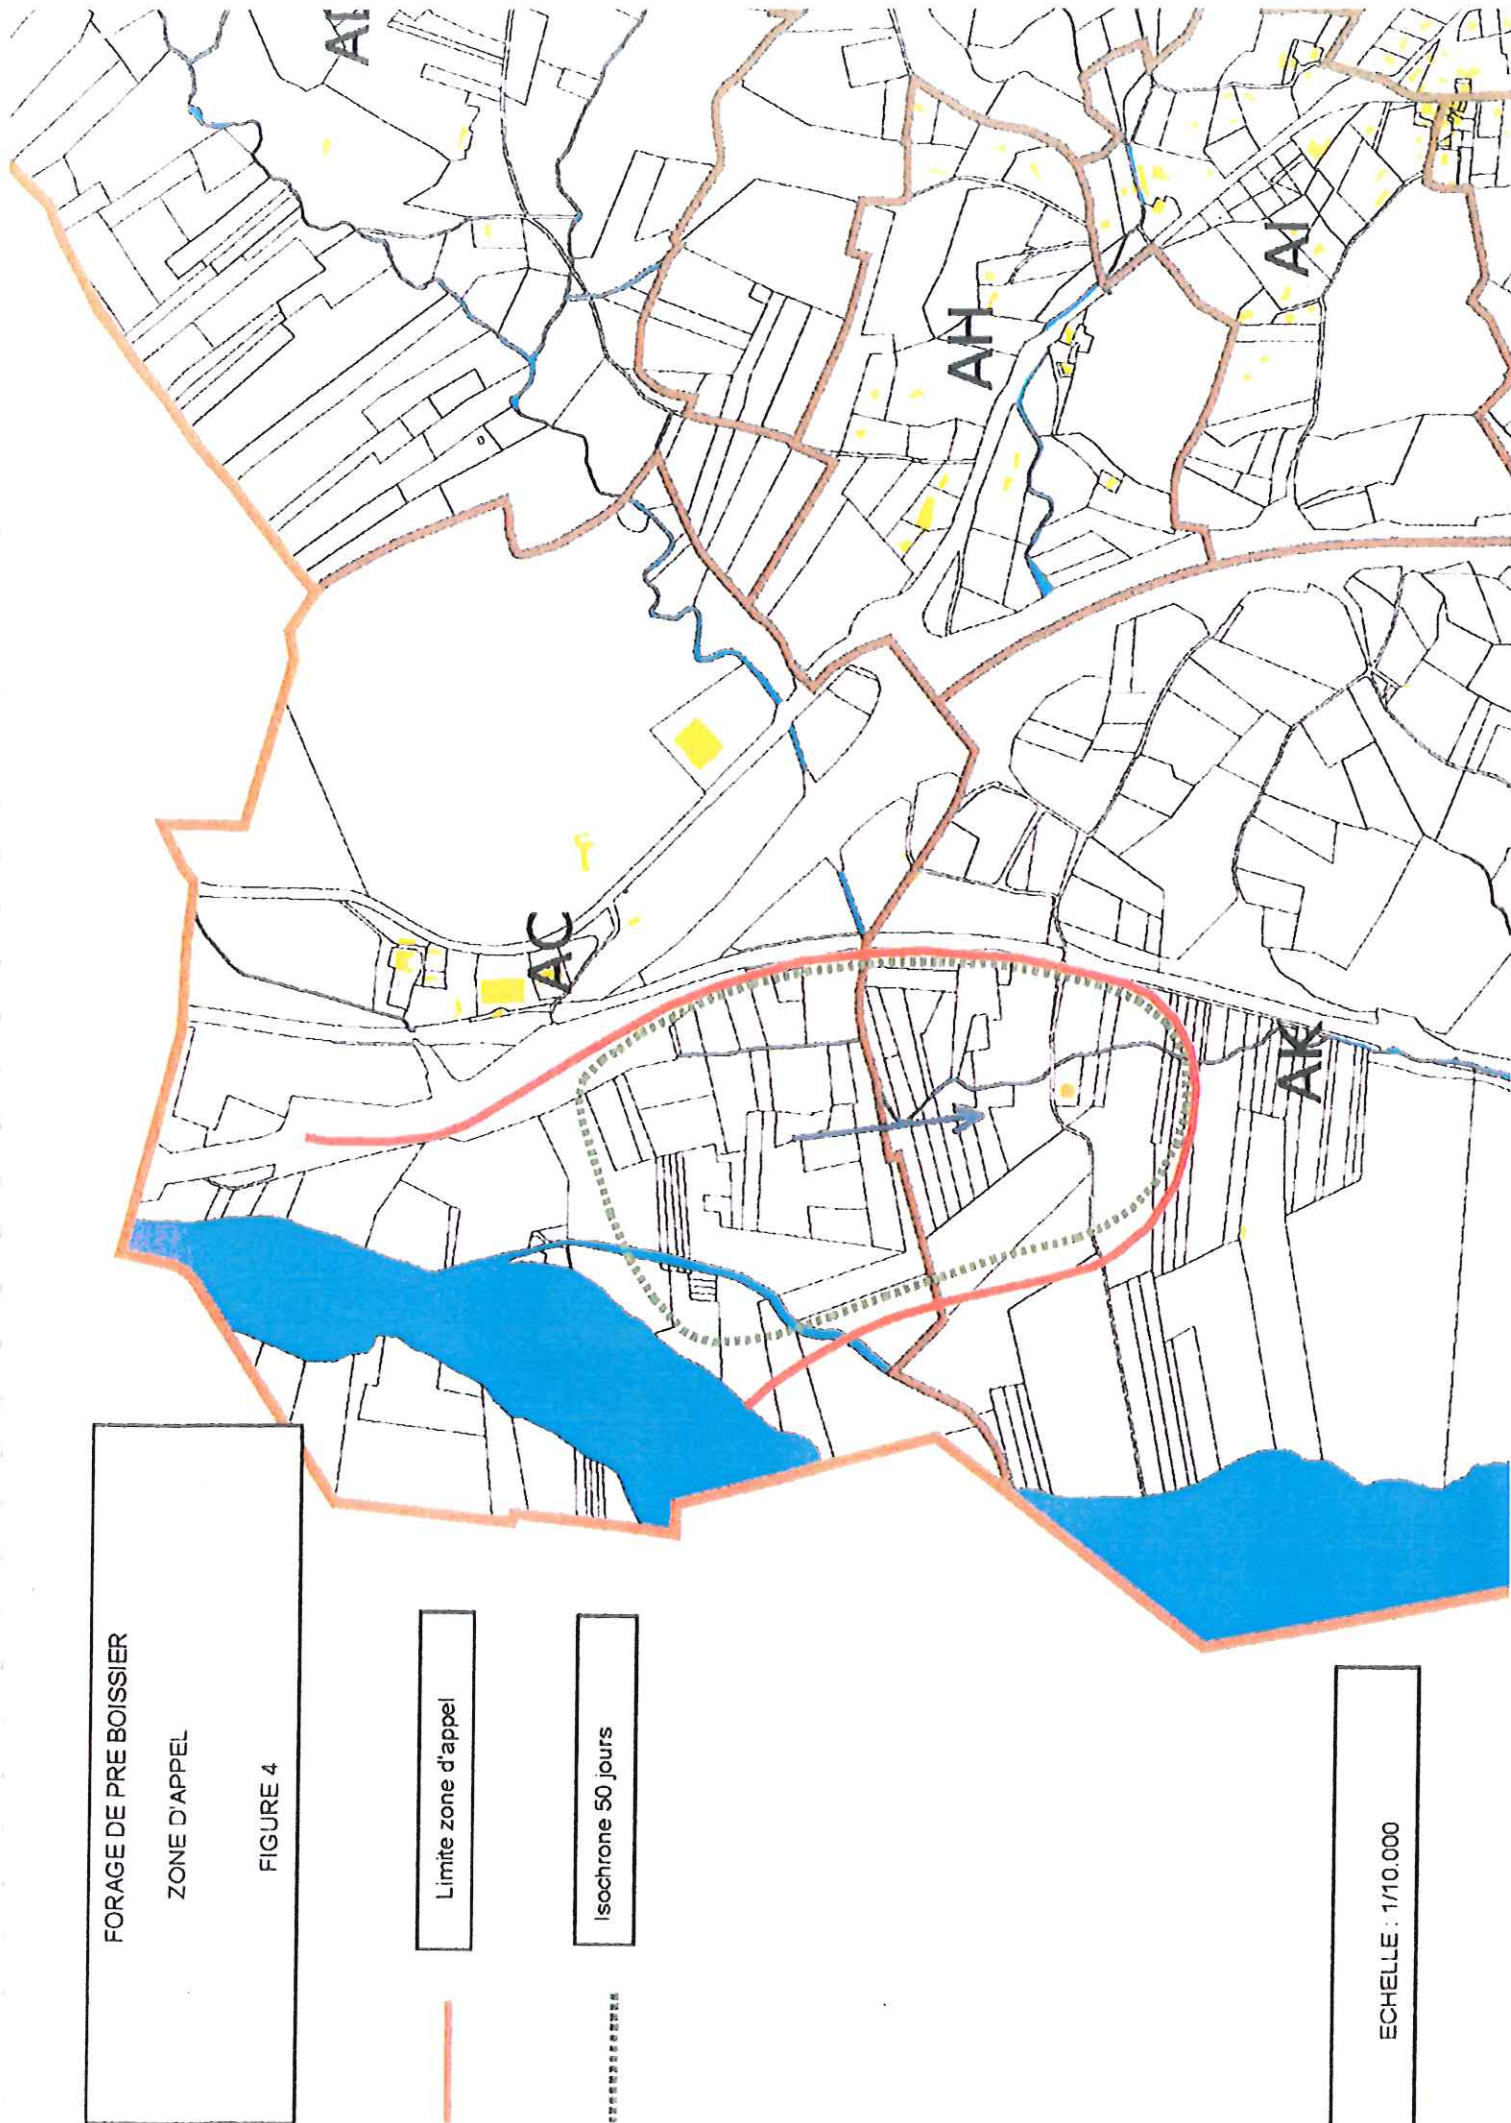 FORAGE DE PRE BOISSIER
ZONE D'APPEL
FIGURE 4
Limite zone d'appel
Isochrone 50 jours
ECHELLE : 1/10.000
AC
AH
AI
AK